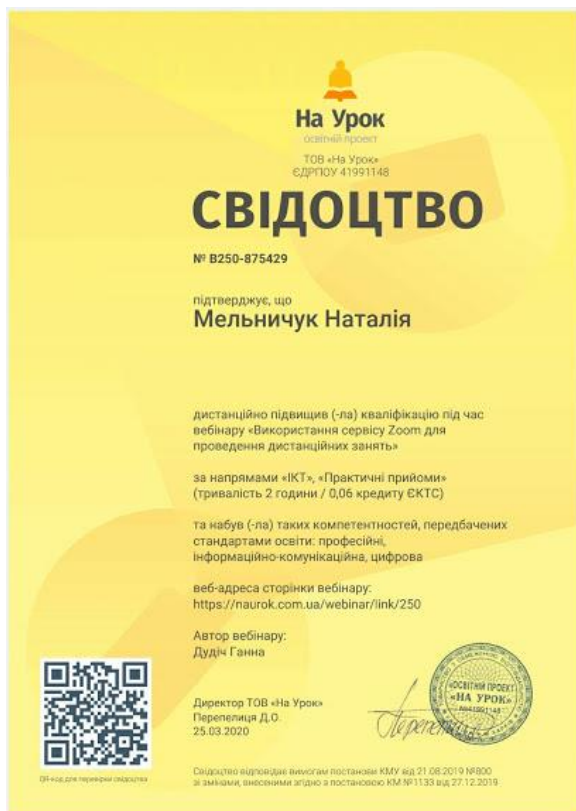 На Урок
освітній проект
ТОВ «На Урок»
ЄДРПОУ 41991148
СВІДОЦТВО
№ B250-875429
підтверджує, що
Мельничук Наталія
дистанційно підвищив (-ла) кваліфікацію під час
вебінару «Використання сервісу Zoom для
проведення дистанційних занять»
за напрямами «ІКТ», «Практичні прийоми»
(тривалість 2 години / 0,06 кредиту ЄКТС)
та набув (-ла) таких компетентностей, передбачених
стандартами освіти: професійні,
інформаційно-комунікаційна, цифрова
веб-адреса сторінки вебінару:
https://naurok.com.ua/webinar/link/250
Автор вебінару:
Дудіч Ганна
Директор ТОВ «На Урок»
Перепелиця Д.О.
25.03.2020
«ОСВІТНІЙ ПРОЕКТ
«НА УРОК»
№41991148
QR-код для перевірки свідоцтва
Свідоцтво відповідає вимогам постанови КМУ від 21.08.2019 №800
зі змінами, внесеними згідно з постановою КМ №1133 від 27.12.2019